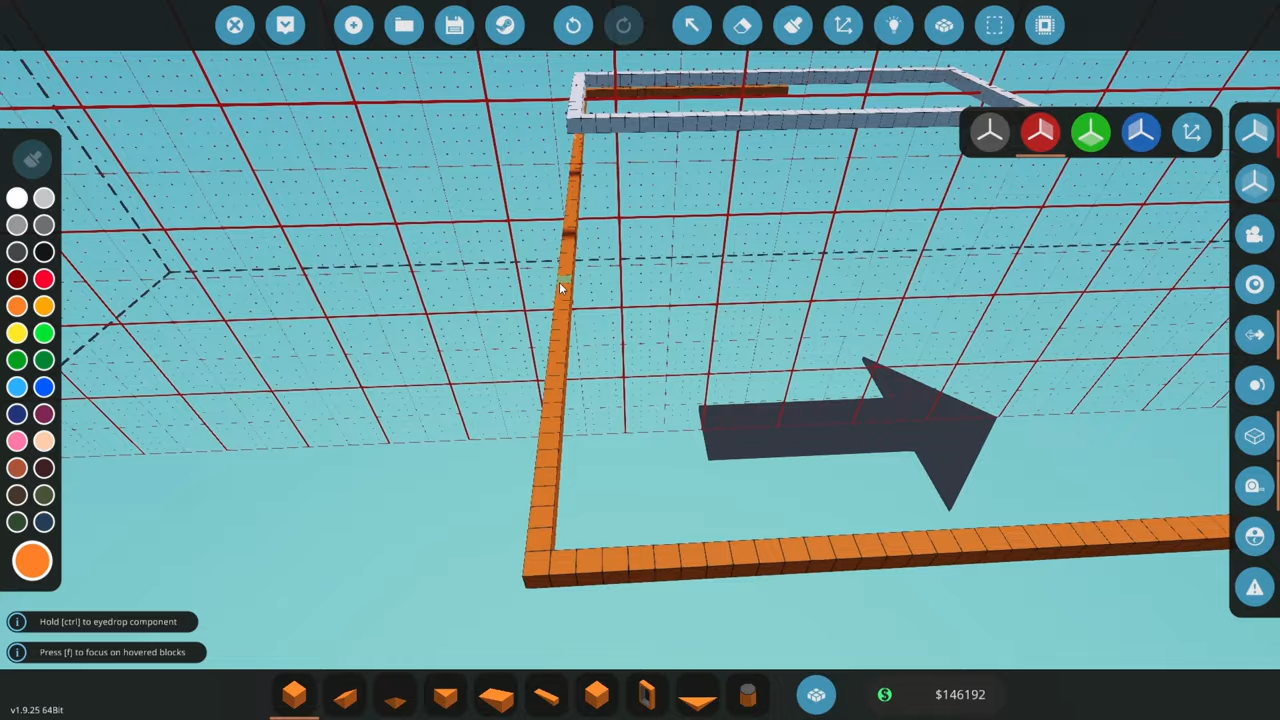 Hold [ctrl] to eyedrop component
Press [f] to focus on hovered blocks
v1.9.25 64Bit
$ $146192